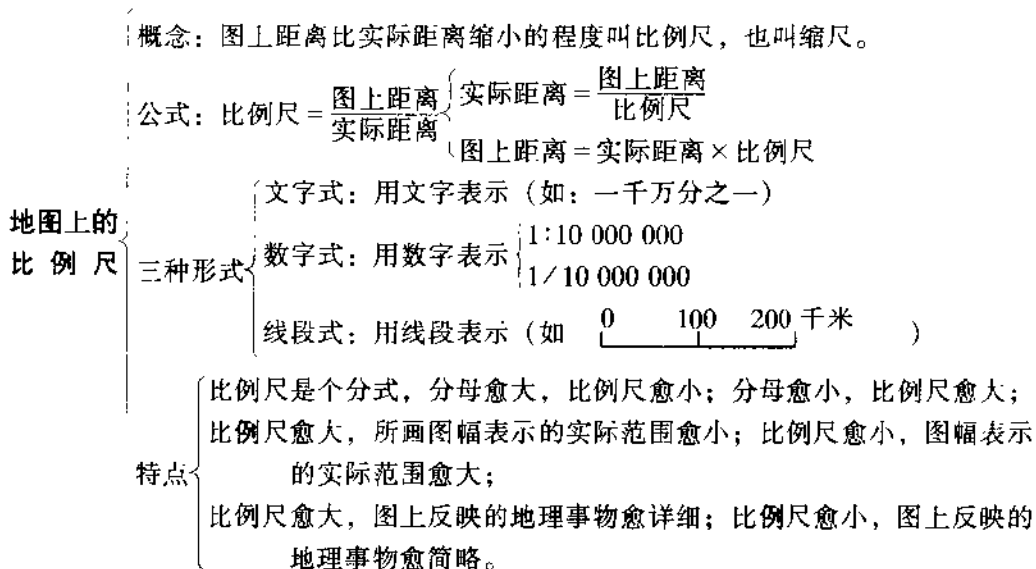 概念：图上距离比实际距离缩小的程度叫比例尺，也叫缩尺。
公式：比例尺＝图上距离/实际距离
实际距离＝图上距离/比例尺
图上距离＝实际距离×比例尺
地图上的
比例尺
三种形式
文字式：用文字表示（如：一千万分之一）
数字式：用数字表示
1∶10 000 000
1/10 000 000
线段式：用线段表示（如 0 100 200 千米 ）
特点
比例尺是个分式，分母愈大，比例尺愈小；分母愈小，比例尺愈大；
比例尺愈大，所画图幅表示的实际范围愈小；比例尺愈小，图幅表示
的实际范围愈大；
比例尺愈大，图上反映的地理事物愈详细；比例尺愈小，图上反映的
地理事物愈简略。